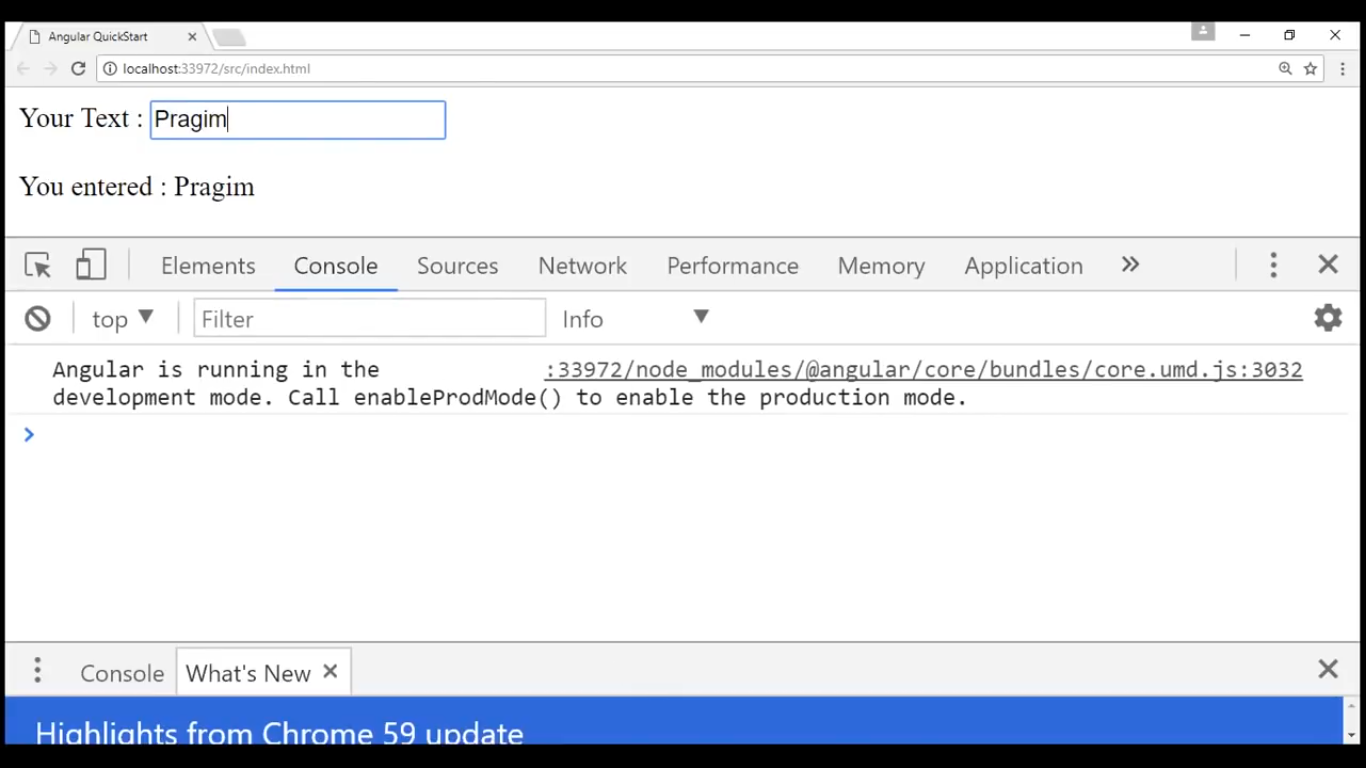 Angular QuickStart
localhost:33972/src/index.html
Your Text : Pragim
You entered : Pragim
Elements Console Sources Network Performance Memory Application »
top Filter Info
Angular is running in the :33972/node_modules/@angular/core/bundles/core.umd.js:3032
development mode. Call enableProdMode() to enable the production mode.
Console What's New
Highlights from Chrome 59 update